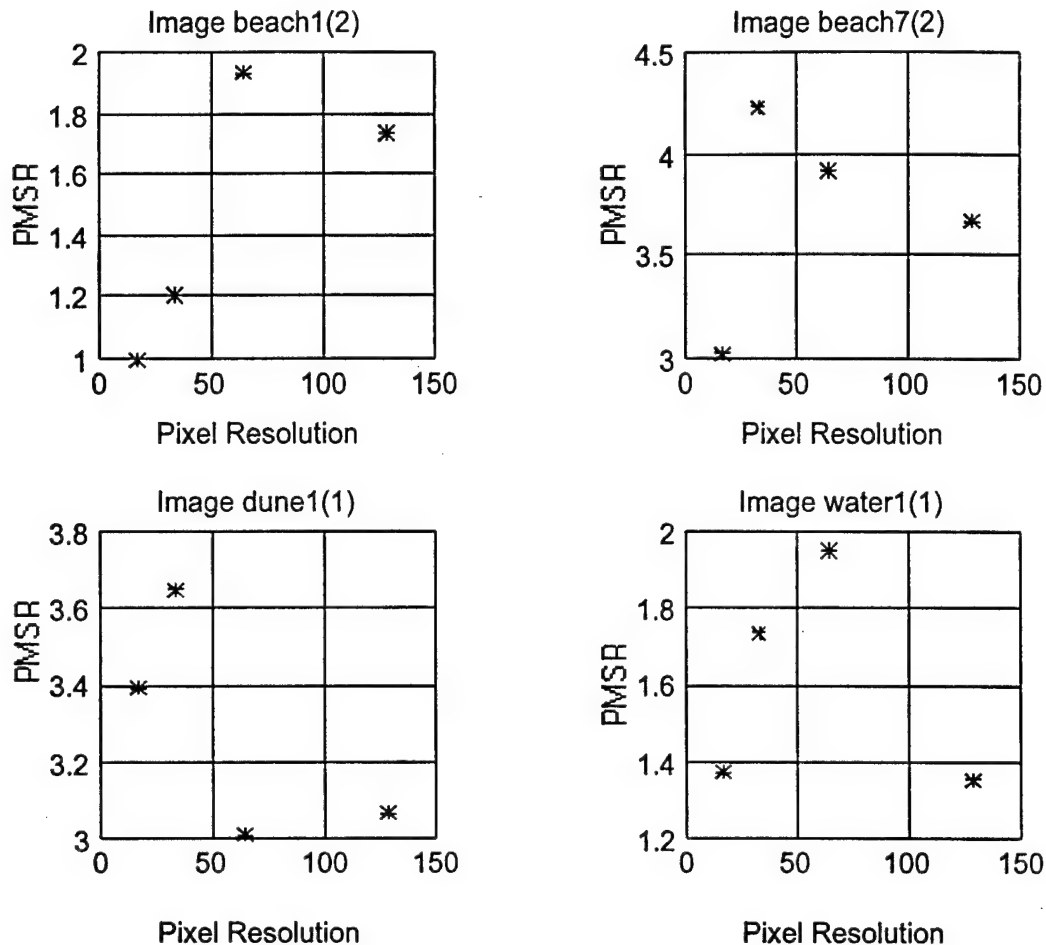 Image beach1(2)
PMSR
2
1.8
1.6
1.4
1.2
1
0 50 100 150
Pixel Resolution
Image beach7(2)
PMSR
4.5
4
3.5
3
0 50 100 150
Pixel Resolution
Image dune1(1)
PMSR
3.8
3.6
3.4
3.2
3
0 50 100 150
Pixel Resolution
Image water1(1)
PMSR
2
1.8
1.6
1.4
1.2
0 50 100 150
Pixel Resolution